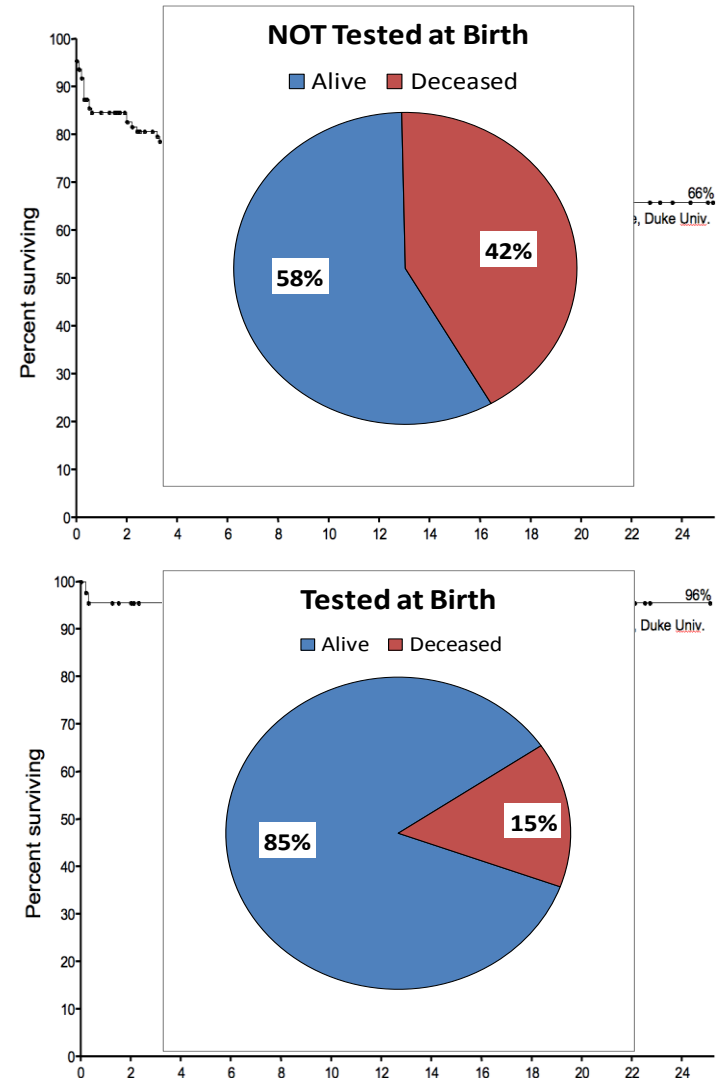 NOT Tested at Birth
Alive Deceased
100
90
80
70
60
50
40
30
20
10
0
Percent surviving
58%
42%
66%
, Duke Univ.
0 2 4 6 8 10 12 14 16 18 20 22 24
Tested at Birth
Alive Deceased
100
90
80
70
60
50
40
30
20
10
0
Percent surviving
85%
15%
96%
, Duke Univ.
0 2 4 6 8 10 12 14 16 18 20 22 24